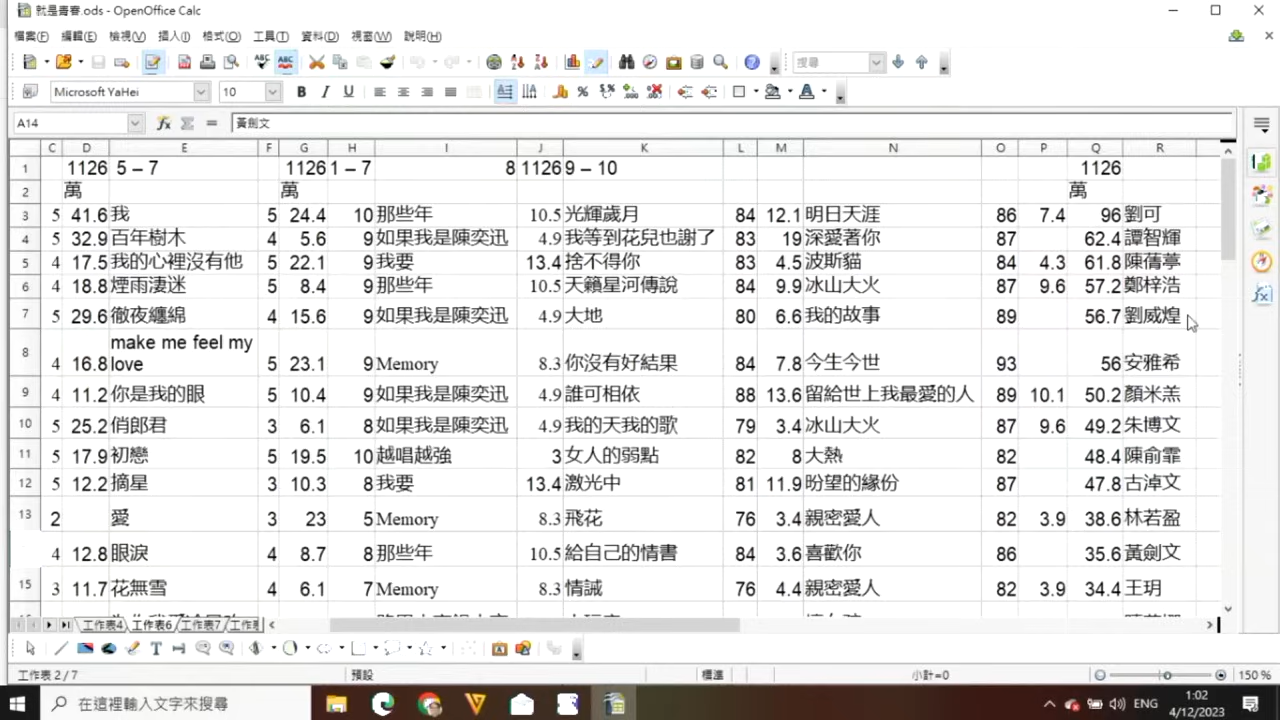 就是青春.ods - OpenOffice Calc
檔案(F) 編輯(E) 檢視(V) 插入(I) 格式(O) 工具(T) 資料(D) 視窗(W) 說明(H)
搜尋
Microsoft YaHei 10
A14 黃劍文
C D E F G H I J K L M N O P Q R
1 1126 5 – 7 1126 1 – 7 8 1126 9 – 10 1126
2 萬 萬 萬
3 5 41.6 我 5 24.4 10 那些年 10.5 光輝歲月 84 12.1 明日天涯 86 7.4 96 劉可
4 5 32.9 百年樹木 4 5.6 9 如果我是陳奕迅 4.9 我等到花兒也謝了 83 19 深愛著你 87 62.4 譚智輝
5 4 17.5 我的心裡沒有他 5 22.1 9 我要 13.4 捨不得你 83 4.5 波斯貓 84 4.3 61.8 陳蒨葶
6 4 18.8 煙雨淒迷 5 8.4 9 那些年 10.5 天籟星河傳說 84 9.9 冰山大火 87 9.6 57.2 鄭梓浩
7 5 29.6 徹夜纏綿 4 15.6 9 如果我是陳奕迅 4.9 大地 80 6.6 我的故事 89 56.7 劉威煌
8 4 16.8 make me feel my love 5 23.1 9 Memory 8.3 你沒有好結果 84 7.8 今生今世 93 56 安雅希
9 4 11.2 你是我的眼 5 10.4 9 如果我是陳奕迅 4.9 誰可相依 88 13.6 留給世上我最愛的人 89 10.1 50.2 顏米羔
10 5 25.2 俏郎君 3 6.1 8 如果我是陳奕迅 4.9 我的天我的歌 79 3.4 冰山大火 87 9.6 49.2 朱博文
11 5 17.9 初戀 5 19.5 10 越唱越強 3 女人的弱點 82 8 大熱 82 48.4 陳俞霏
12 5 12.2 摘星 3 10.3 8 我要 13.4 激光中 81 11.9 昐望的緣份 87 47.8 古淖文
13 2 愛 3 23 5 Memory 8.3 飛花 76 3.4 親密愛人 82 3.9 38.6 林若盈
4 12.8 眼淚 4 8.7 8 那些年 10.5 給自己的情書 84 3.6 喜歡你 86 35.6 黃劍文
15 3 11.7 花無雪 4 6.1 7 Memory 8.3 情誡 76 4.4 親密愛人 82 3.9 34.4 王玥
工作表4 工作表6 工作表7
工作表 2 / 7 預設 標準 小計=0 150 %
在這裡輸入文字來搜尋 ENG 1:02
4/12/2023